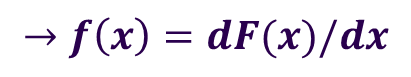 → f(x) = dF(x)/dx